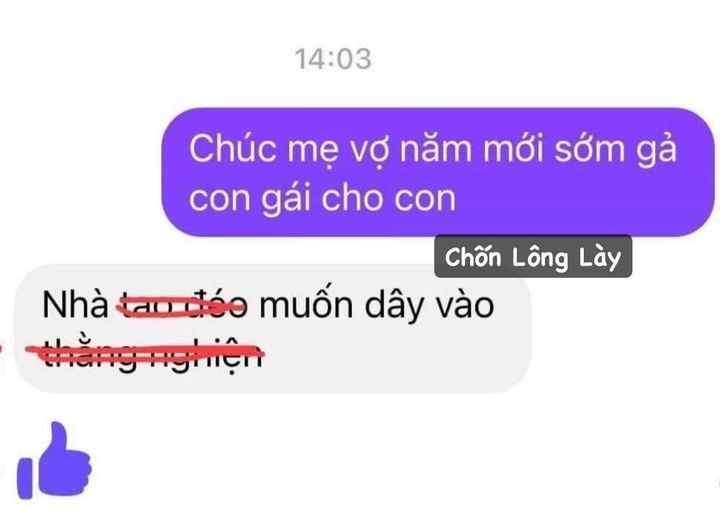 14:03
Chúc mẹ vợ năm mới sớm gả
con gái cho con
Chốn Lông Lày
Nhà tao đéo muốn dây vào
thằng nghiện